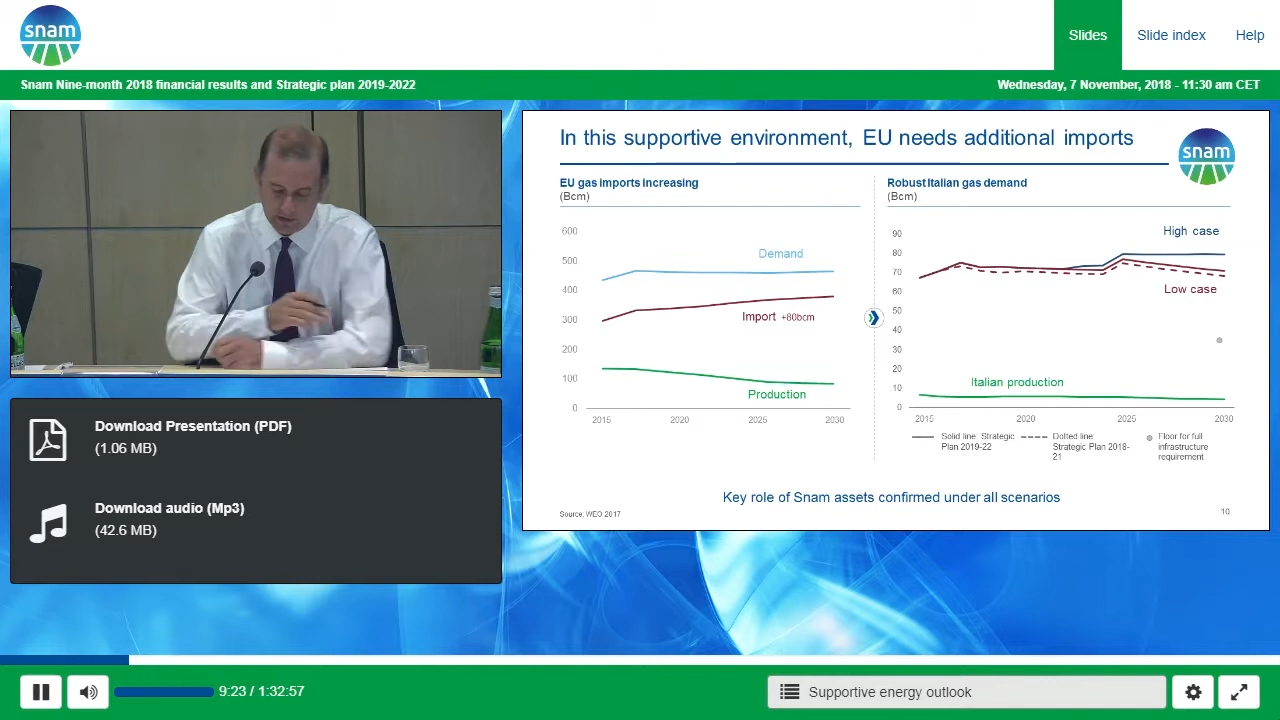 snam
Slides
Slide index
Help
Snam Nine-month 2018 financial results and Strategic plan 2019-2022
Wednesday, 7 November, 2018 - 11:30 am CET
In this supportive environment, EU needs additional imports
snam
EU gas imports increasing
(Bcm)
600
500
400
300
200
100
0
Demand
Import +80bcm
Production
2015
2020
2025
2030
Robust Italian gas demand
(Bcm)
90
80
70
60
50
40
30
20
10
0
High case
Low case
Italian production
2015
2020
2025
2030
Solid line: Strategic
Plan 2019-22
Dotted line:
Strategic Plan 2018-
21
Floor for full
infrastructure
requirement
Key role of Snam assets confirmed under all scenarios
Source: WEO 2017
10
Download Presentation (PDF)
(1.06 MB)
Download audio (Mp3)
(42.6 MB)
9:23 / 1:32:57
Supportive energy outlook